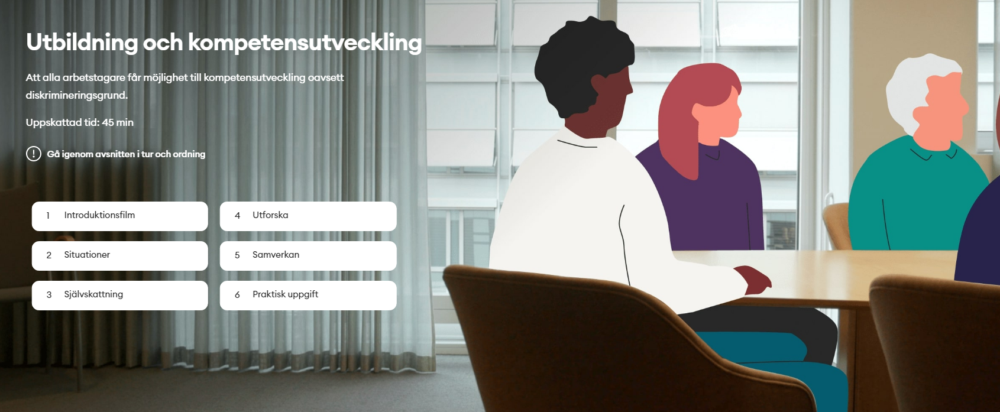 Utbildning och kompetensutveckling
Att alla arbetstagare får möjlighet till kompetensutveckling oavsett
diskrimineringsgrund.
Uppskattad tid: 45 min
! Gå igenom avsnitten i tur och ordning
1 Introduktionsfilm
2 Situationer
3 Självskattning
4 Utforska
5 Samverkan
6 Praktisk uppgift